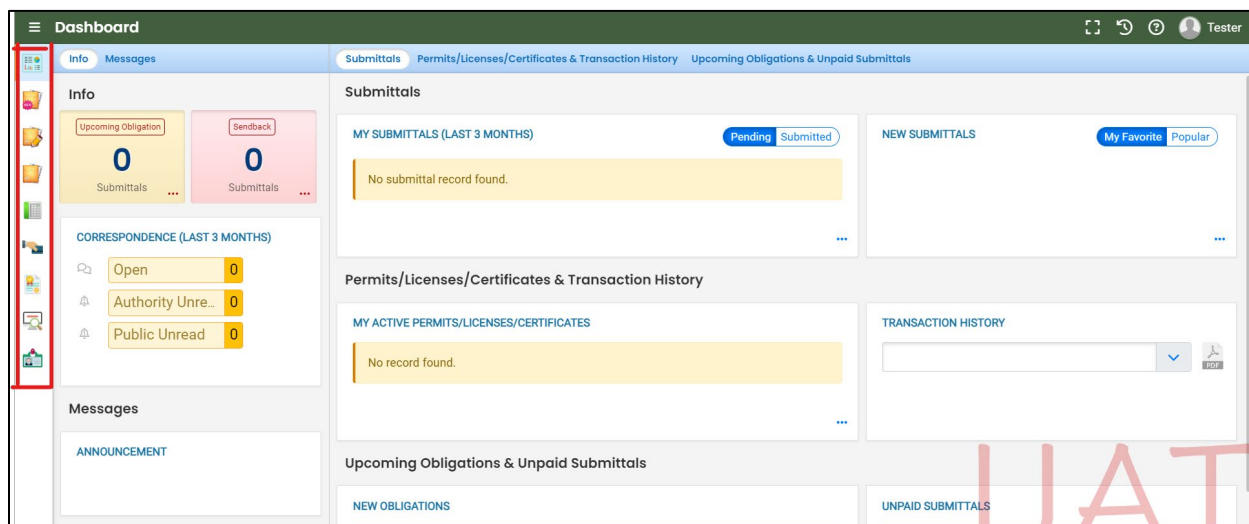 Dashboard
Tester
Info Messages
Info
Upcoming Obligation
0
Submittals
...
Sendback
0
Submittals
...
CORRESPONDENCE (LAST 3 MONTHS)
Open 0
Authority Unre... 0
Public Unread 0
Messages
ANNOUNCEMENT
Submittals Permits/Licenses/Certificates & Transaction History Upcoming Obligations & Unpaid Submittals
Submittals
MY SUBMITTALS (LAST 3 MONTHS) Pending Submitted
No submittal record found.
...
NEW SUBMITTALS My Favorite Popular
...
Permits/Licenses/Certificates & Transaction History
MY ACTIVE PERMITS/LICENSES/CERTIFICATES
No record found.
...
TRANSACTION HISTORY
PDF
Upcoming Obligations & Unpaid Submittals
NEW OBLIGATIONS
UNPAID SUBMITTALS
UAT